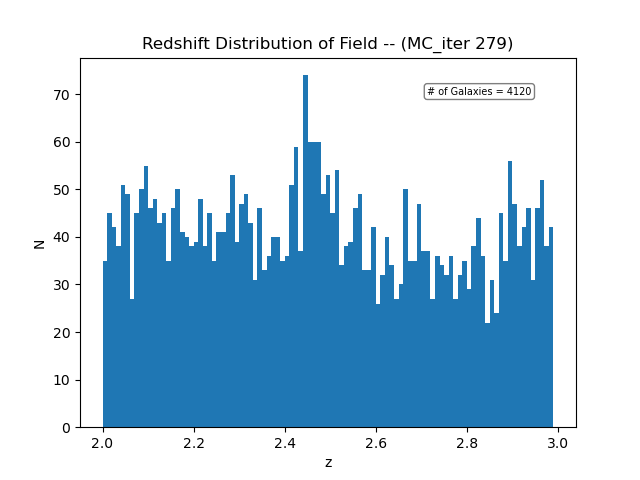 Redshift Distribution of Field -- (MC_iter 279)
# of Galaxies = 4120
70
60
50
40
30
20
10
0
N
2.0 2.2 2.4 2.6 2.8 3.0
z